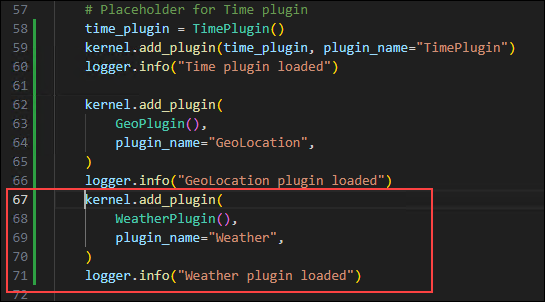 57 # Placeholder for Time plugin
58 time_plugin = TimePlugin()
59 kernel.add_plugin(time_plugin, plugin_name="TimePlugin")
60 logger.info("Time plugin loaded")
61
62 kernel.add_plugin(
63 GeoPlugin(),
64 plugin_name="GeoLocation",
65 )
66 logger.info("GeoLocation plugin loaded")
67 kernel.add_plugin(
68 WeatherPlugin(),
69 plugin_name="Weather",
70 )
71 logger.info("Weather plugin loaded")
72